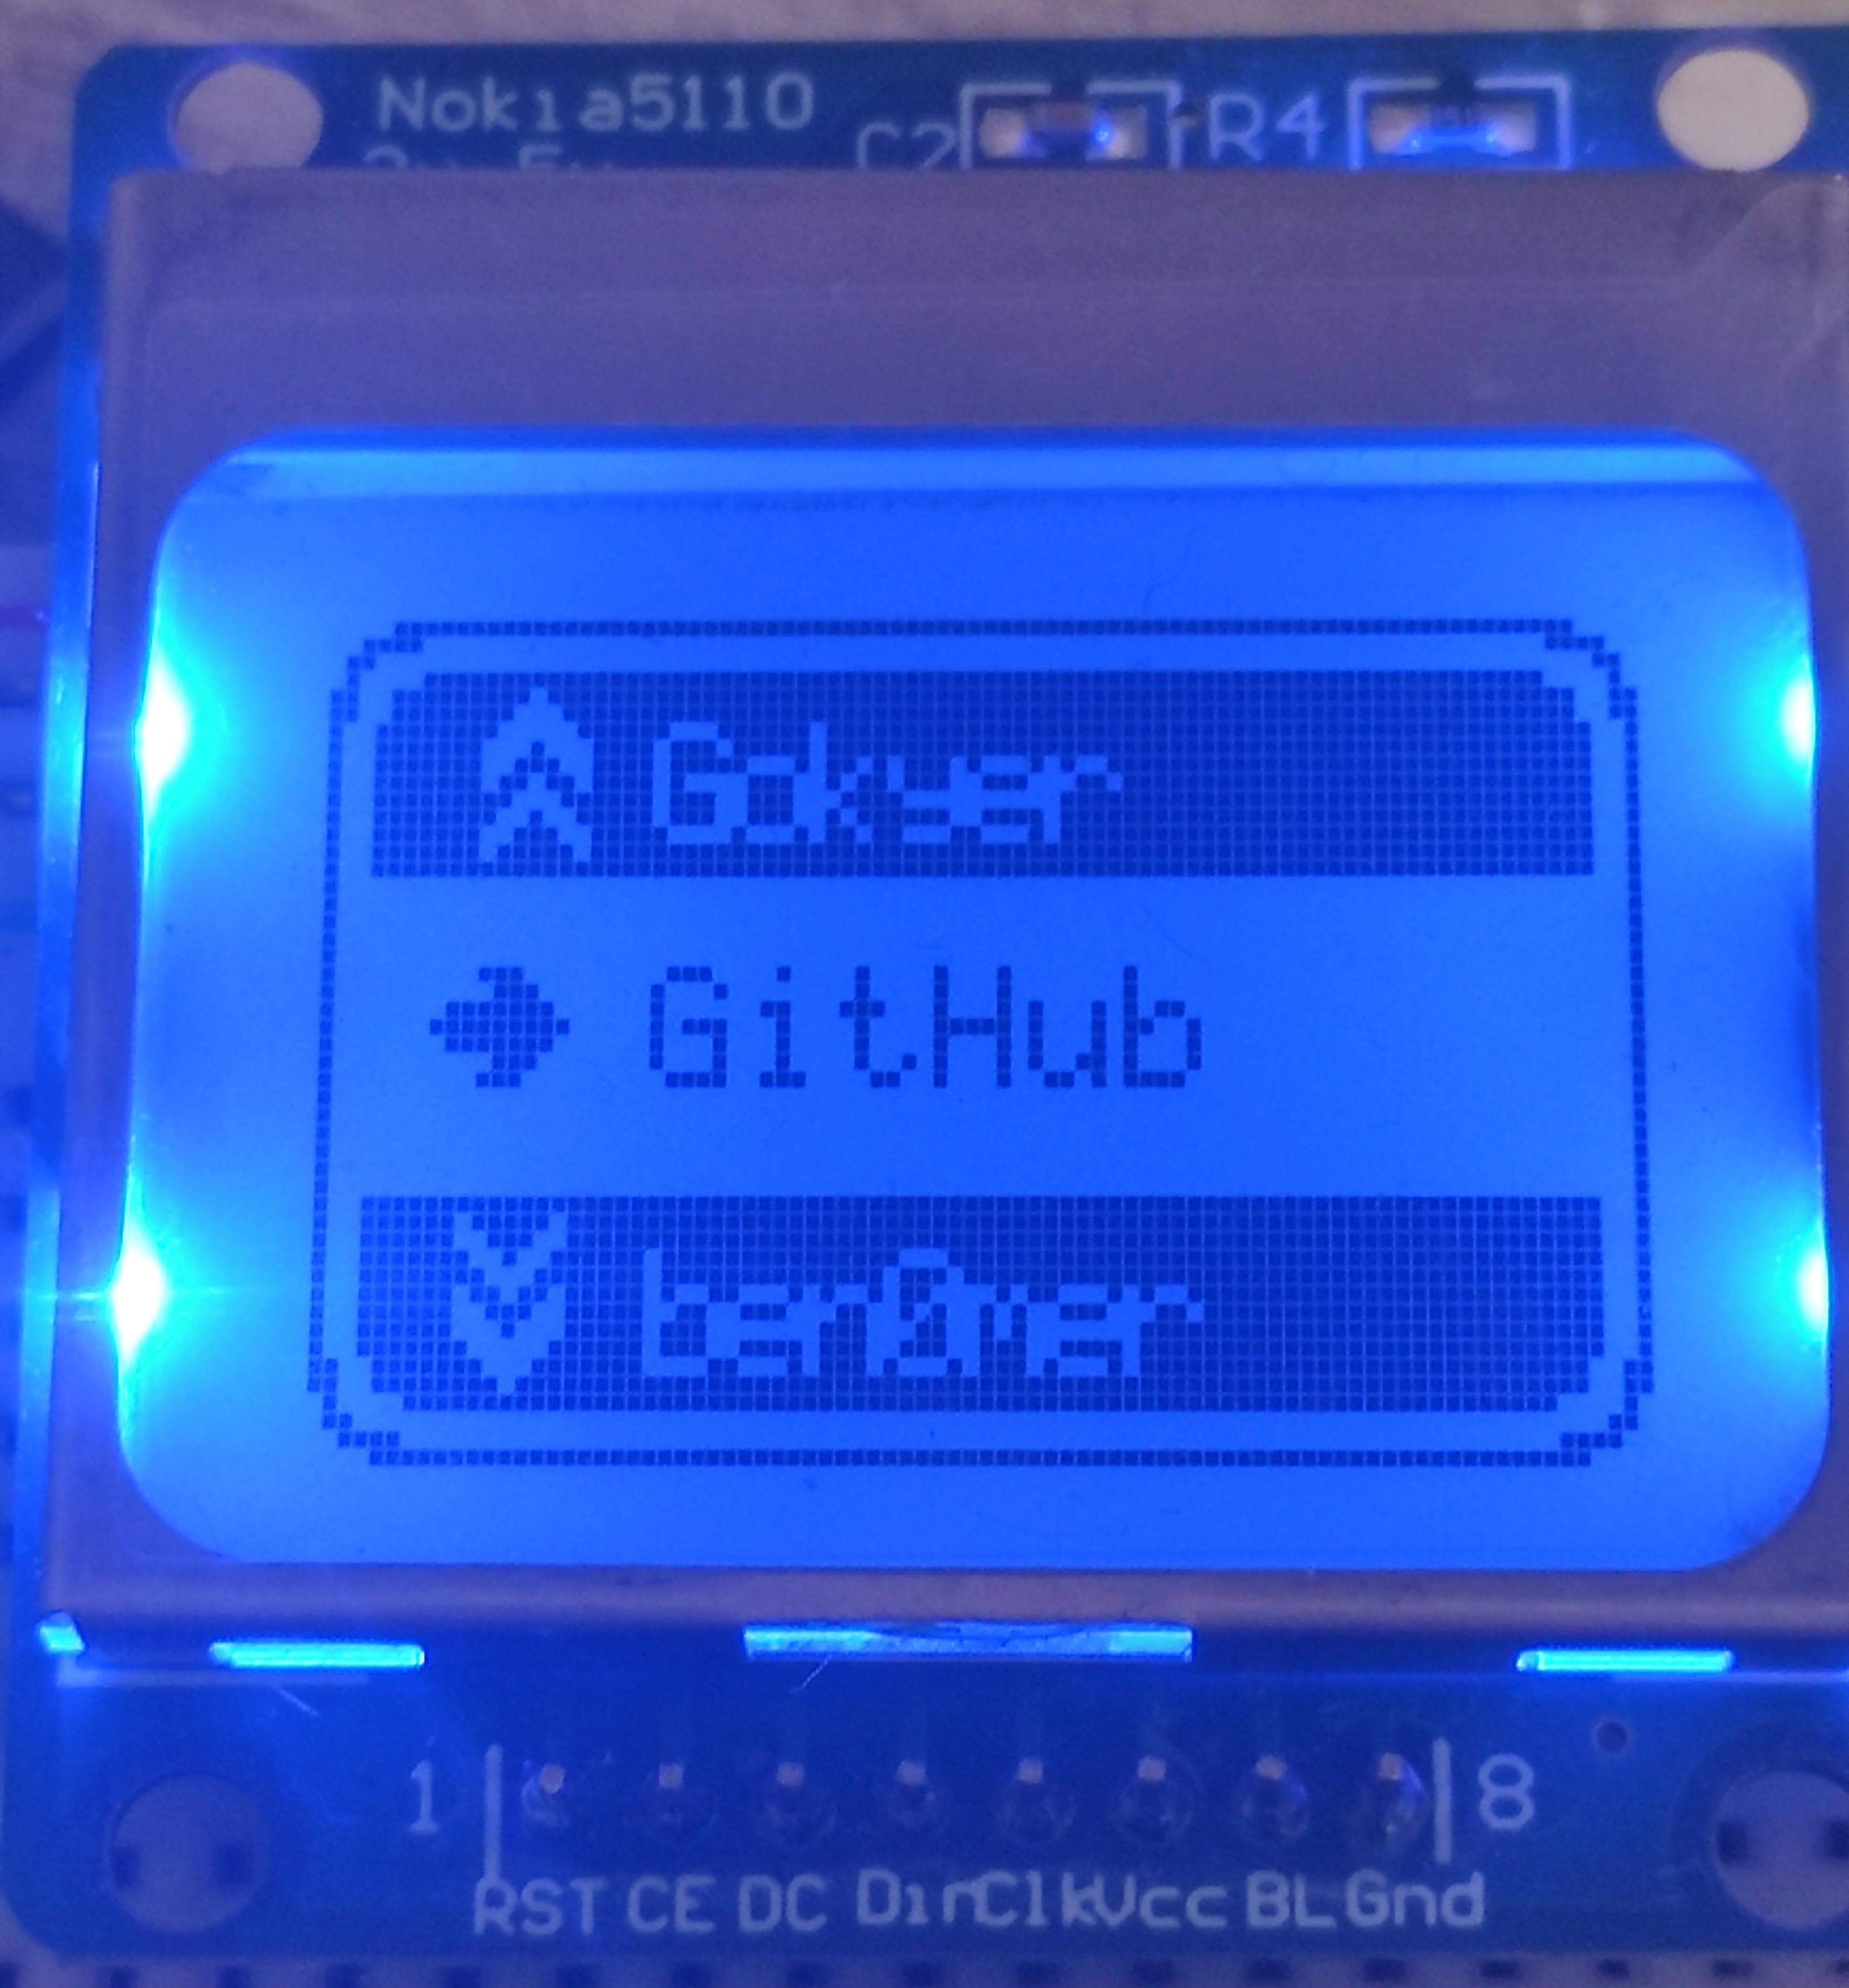 Nokia5110
C2 R4
GitHub
1 8
RST CE DC Din Clk Vcc BL Gnd